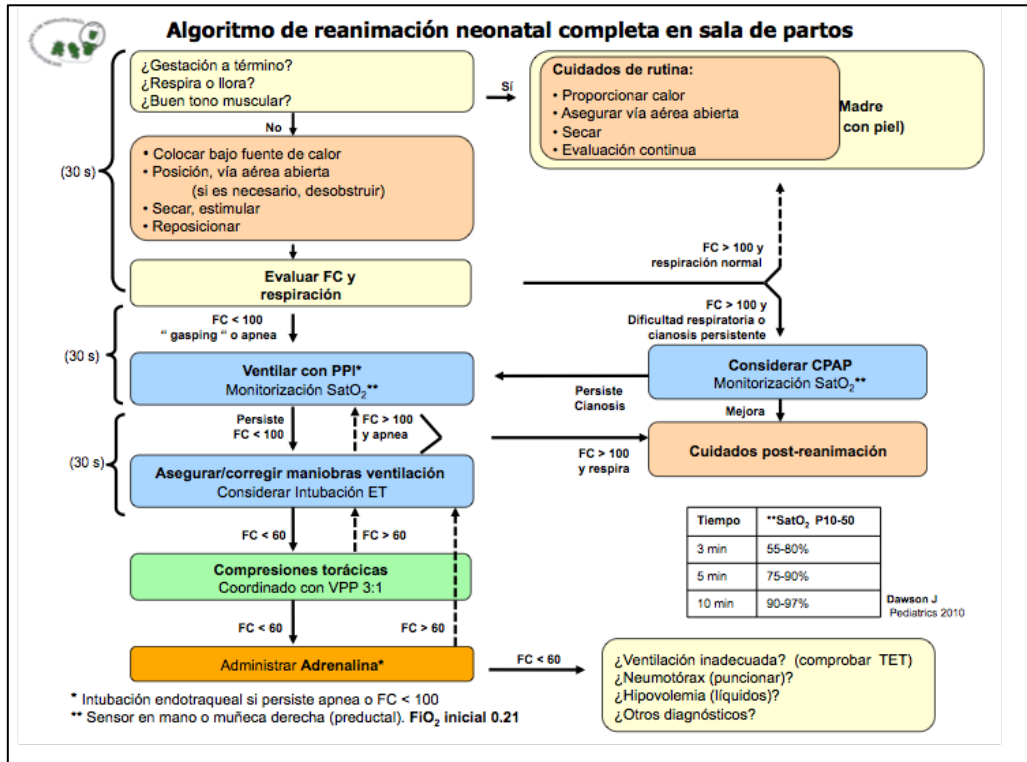 Algoritmo de reanimación neonatal completa en sala de partos
¿Gestación a término?
¿Respira o llora?
¿Buen tono muscular?
Sí
Cuidados de rutina:
• Proporcionar calor
• Asegurar vía aérea abierta
• Secar
• Evaluación continua
Madre
con piel)
No
(30 s)
• Colocar bajo fuente de calor
• Posición, vía aérea abierta
(si es necesario, desobstruir)
• Secar, estimular
• Reposicionar
FC > 100 y
respiración normal
Evaluar FC y
respiración
FC > 100 y
Dificultad respiratoria o
cianosis persistente
(30 s)
FC < 100
“ gasping “ o apnea
Ventilar con PPI*
Monitorización SatO₂**
Considerar CPAP
Monitorización SatO₂**
Persiste
Cianosis
Mejora
(30 s)
Persiste
FC < 100
FC > 100
y apnea
FC > 100
y respira
Cuidados post-reanimación
Asegurar/corregir maniobras ventilación
Considerar Intubación ET
FC < 60
FC > 60
Compresiones torácicas
Coordinado con VPP 3:1
Tiempo **SatO₂ P10-50
3 min 55-80%
5 min 75-90%
10 min 90-97%
Dawson J
Pediatrics 2010
FC < 60
FC > 60
Administrar Adrenalina*
FC < 60
¿Ventilación inadecuada? (comprobar TET)
¿Neumotórax (puncionar)?
¿Hipovolemia (líquidos)?
¿Otros diagnósticos?
* Intubación endotraqueal si persiste apnea o FC < 100
** Sensor en mano o muñeca derecha (preductal). FiO₂ inicial 0.21